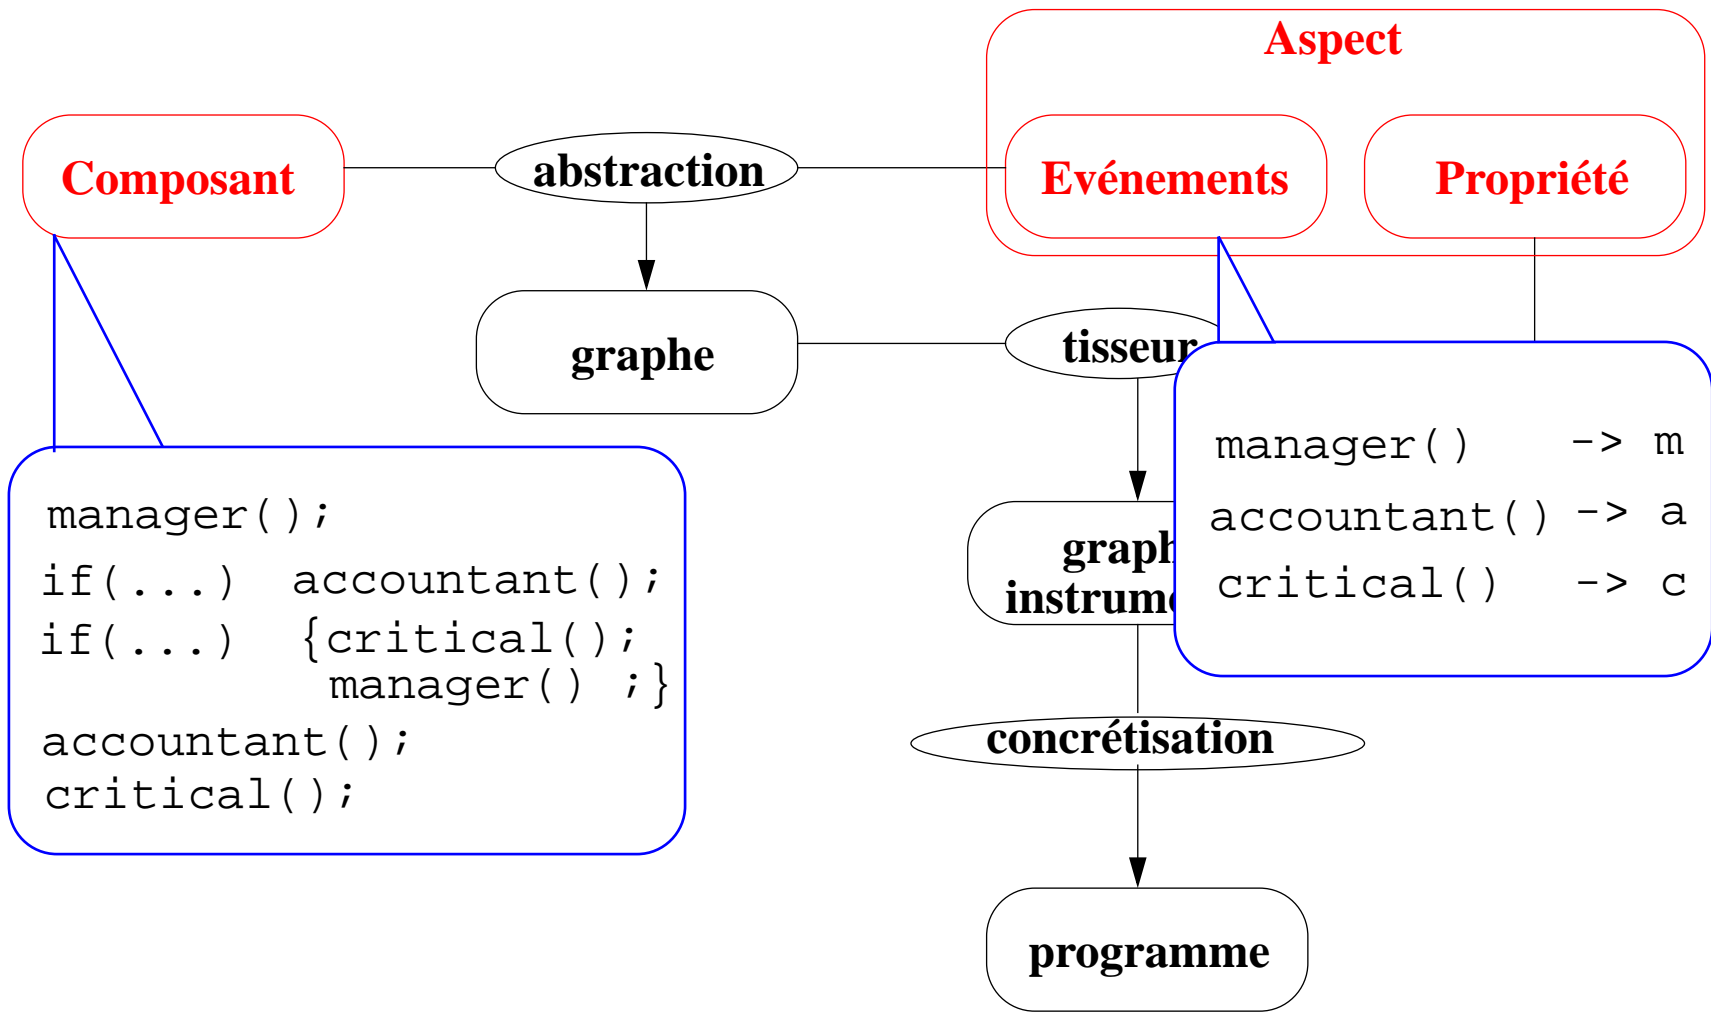 Aspect
Composant
abstraction
Evénements
Propriété
graphe
tisseur
manager() -> m
accountant() -> a
critical() -> c
manager();
if(...) accountant();
if(...) {critical();
manager() ;}
accountant();
critical();
concrétisation
programme